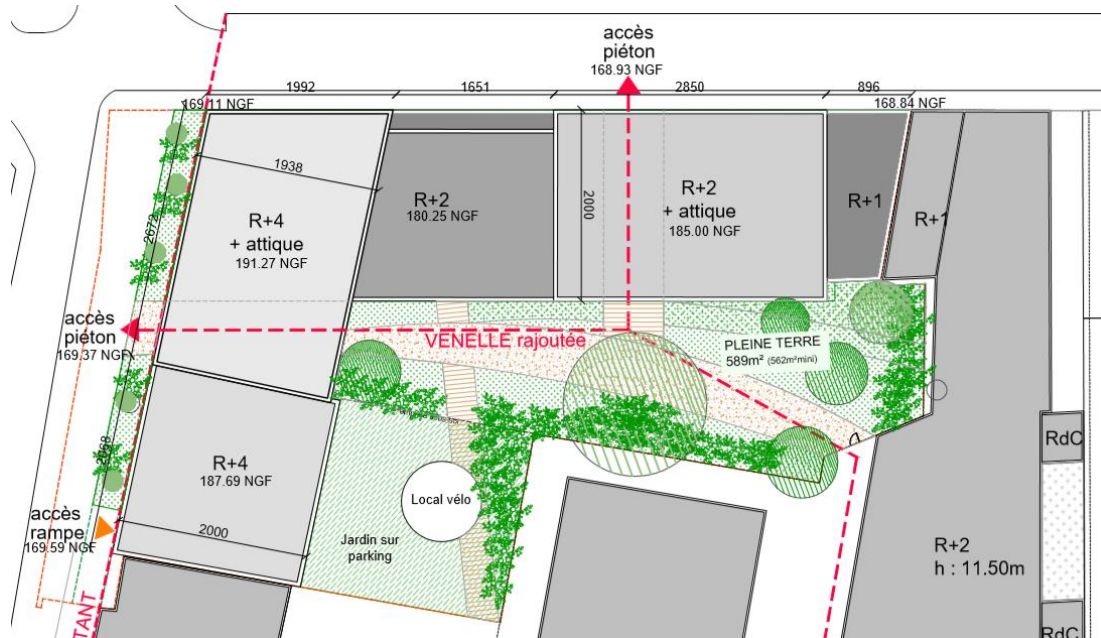 accès
piéton
168.93 NGF
1992
1651
2850
896
169.11 NGF
168.84 NGF
1938
2000
R+2
180.25 NGF
R+2
+ attique
185.00 NGF
R+1
R+1
R+4
+ attique
191.27 NGF
2672
accès
piéton
169.37 NGF
VENELLE rajoutée
PLEINE TERRE
589m² (562m²mini)
R+4
187.69 NGF
2000
Local vélo
Jardin sur
parking
accès
rampe
169.59 NGF
RdC
R+2
h : 11.50m
RdC
TANT